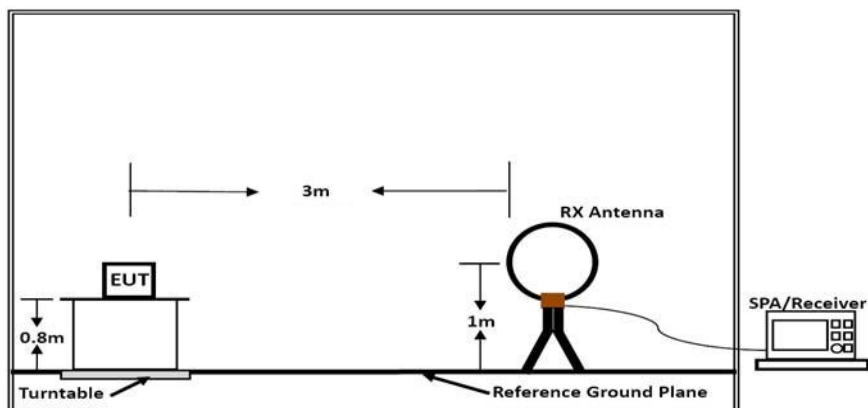 3m
RX Antenna
EUT
SPA/Receiver
0.8m
1m
Turntable
Reference Ground Plane